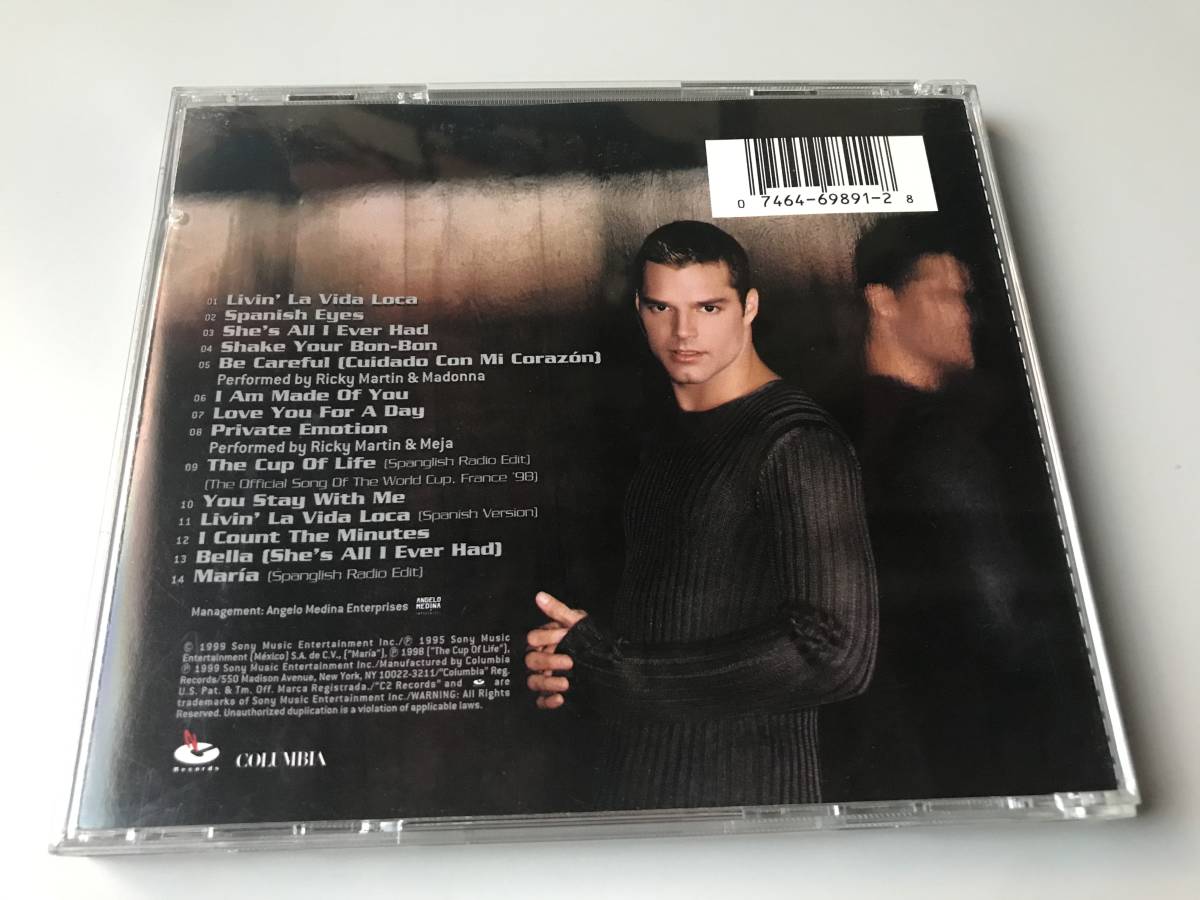 0 7464-69891-2 8
01 Livin' La Vida Loca
02 Spanish Eyes
03 She's All I Ever Had
04 Shake Your Bon-Bon
05 Be Careful (Cuidado Con Mi Corazón)
Performed by Ricky Martin & Madonna
06 I Am Made Of You
07 Love You For A Day
08 Private Emotion
Performed by Ricky Martin & Meja
09 The Cup Of Life (Spanglish Radio Edit)
(The Official Song Of The World Cup, France '98)
10 You Stay With Me
11 Livin' La Vida Loca (Spanish Version)
12 I Count The Minutes
13 Bella (She's All I Ever Had)
14 María (Spanglish Radio Edit)
Management: Angelo Medina Enterprises ANGELO
MEDINA
© 1999 Sony Music Entertainment Inc./℗ 1995 Sony Music
Entertainment (México) S.A. de C.V., ("María"), ℗ 1998 ["The Cup Of Life"],
℗ 1999 Sony Music Entertainment Inc./Manufactured by Columbia
Records/550 Madison Avenue, New York, NY 10022-3211/"Columbia" Reg.
U.S. Pat. & Tm. Off. Marca Registrada./"C2 Records" and are
trademarks of Sony Music Entertainment Inc./WARNING: All Rights
Reserved. Unauthorized duplication is a violation of applicable laws.
Records COLUMBIA